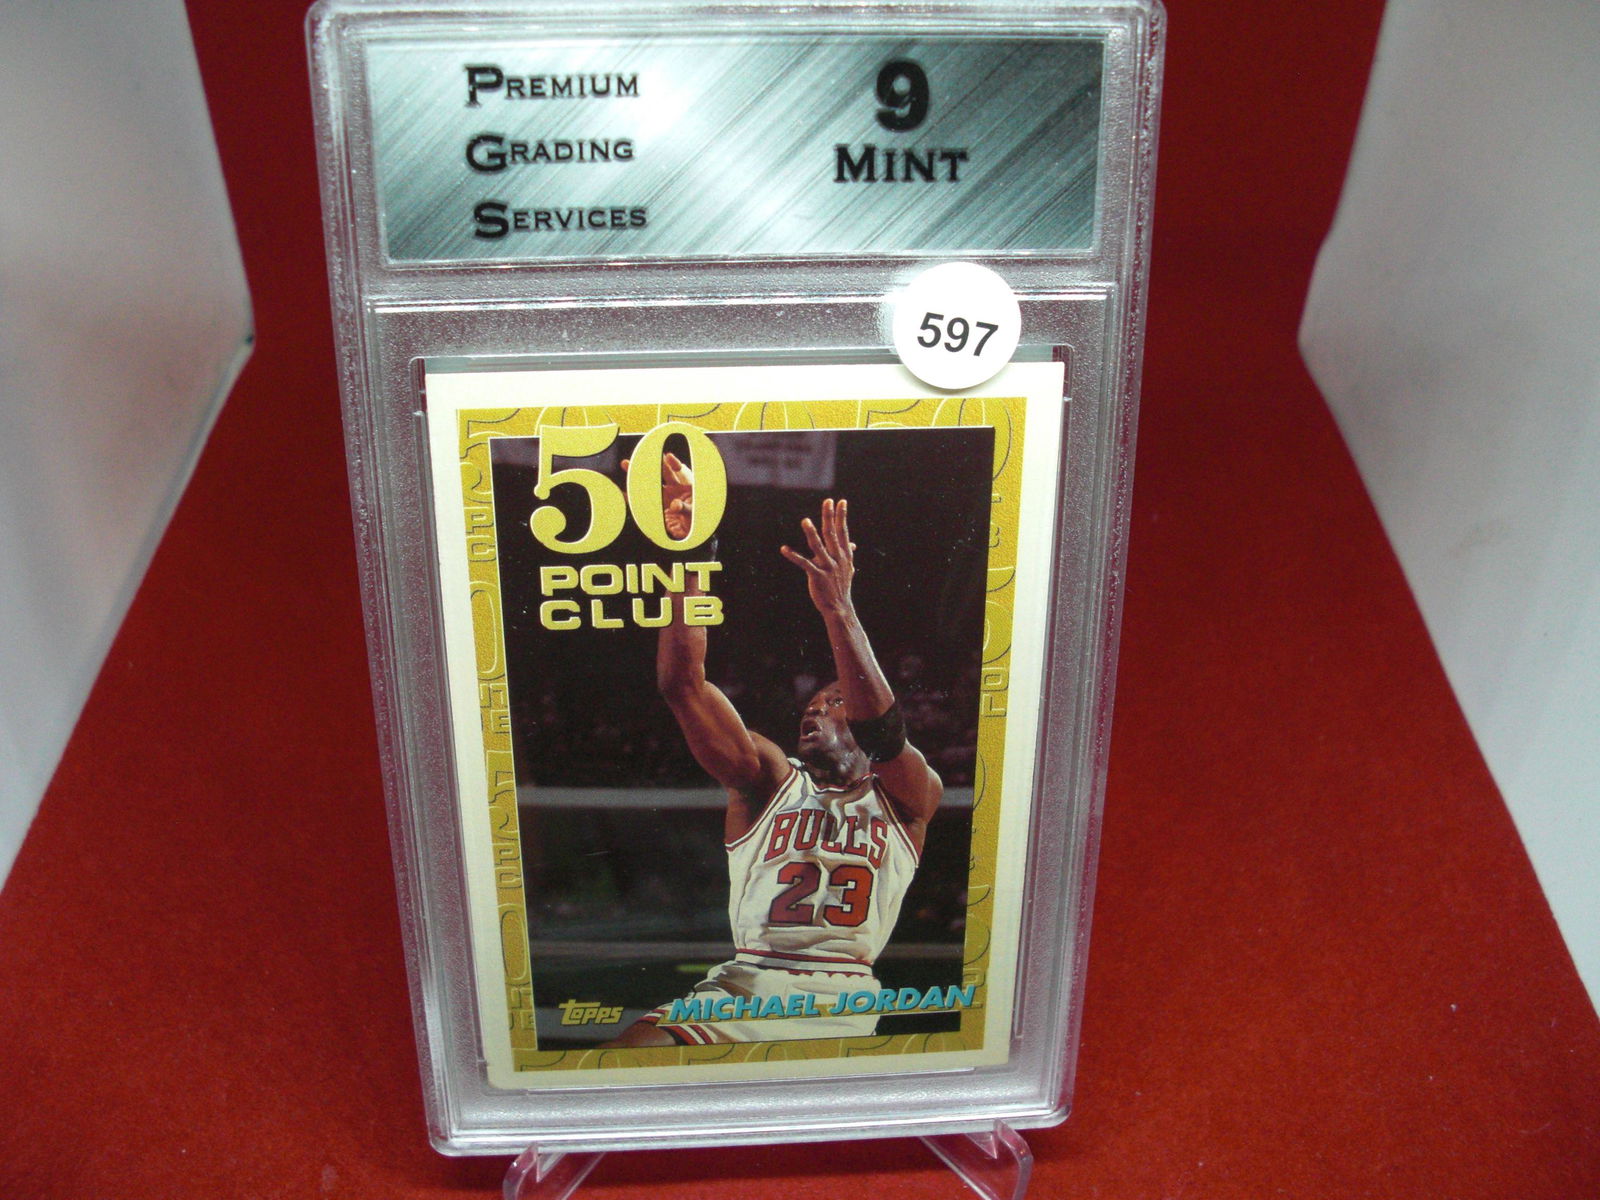 PREMIUM
GRADING
SERVICES
9
MINT
597
50
POINT
CLUB
BULLS
23
TOPPS
MICHAEL JORDAN